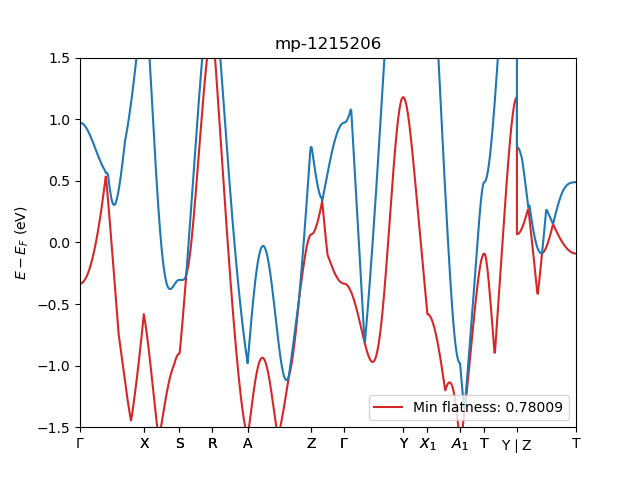 mp-1215206
E − E_F (eV)
1.5
1.0
0.5
0.0
−0.5
−1.0
−1.5
Min flatness: 0.78009
Γ X S R A Z Γ Y X₁ A₁ T Y | Z T